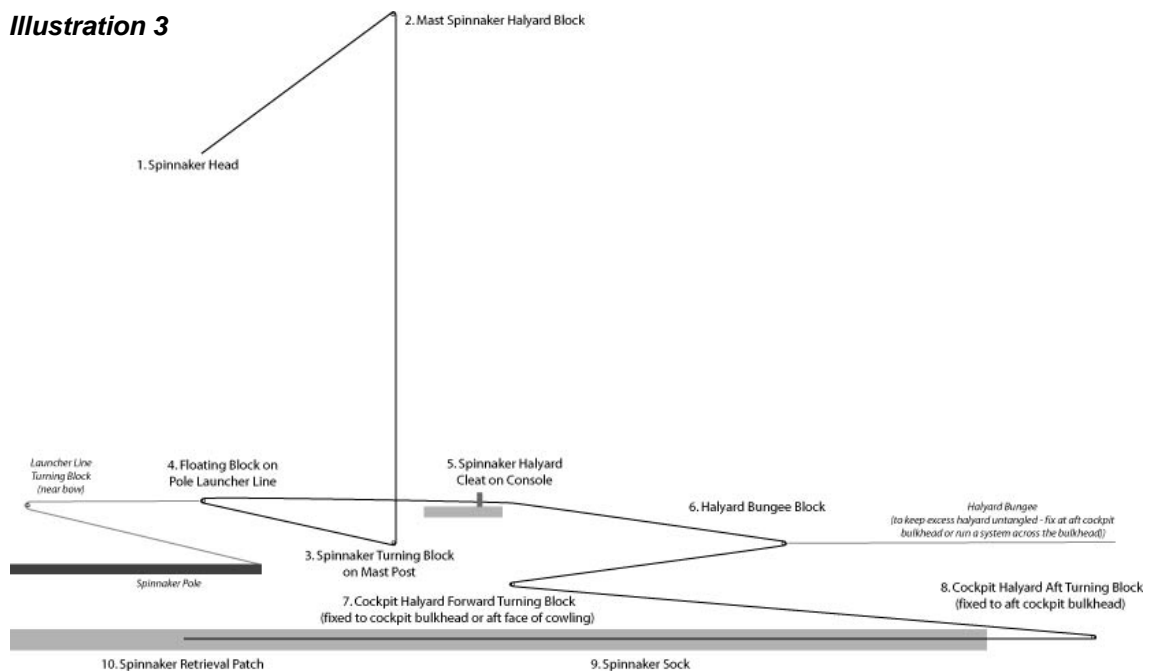 Illustration 3
2. Mast Spinnaker Halyard Block
1. Spinnaker Head
Launcher Line
Turning Block
(near bow)
4. Floating Block on
Pole Launcher Line
5. Spinnaker Halyard
Cleat on Console
6. Halyard Bungee Block
Halyard Bungee
(to keep excess halyard untangled - fix at aft cockpit
bulkhead or run a system across the bulkhead))
3. Spinnaker Turning Block
on Mast Post
Spinnaker Pole
7. Cockpit Halyard Forward Turning Block
(fixed to cockpit bulkhead or aft face of cowling)
8. Cockpit Halyard Aft Turning Block
(fixed to aft cockpit bulkhead)
10. Spinnaker Retrieval Patch
9. Spinnaker Sock